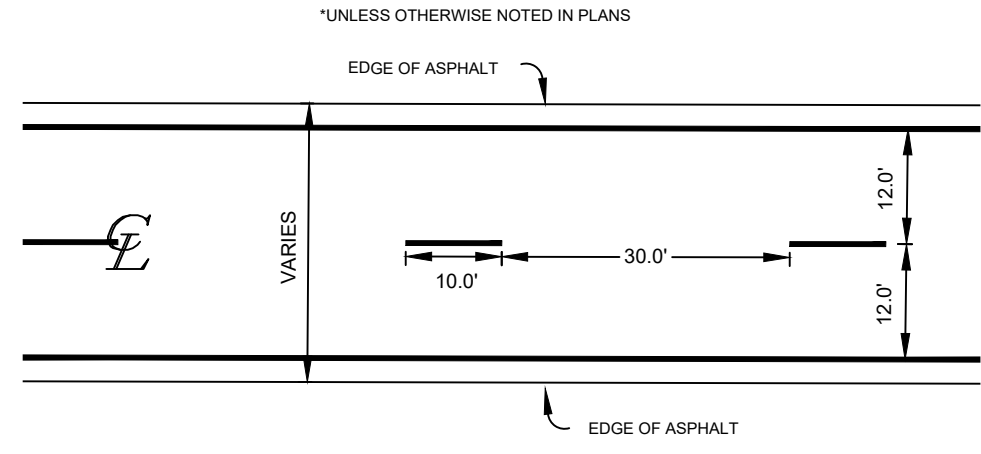 *UNLESS OTHERWISE NOTED IN PLANS
EDGE OF ASPHALT
12.0'
VARIES
CL
30.0'
10.0'
12.0'
EDGE OF ASPHALT